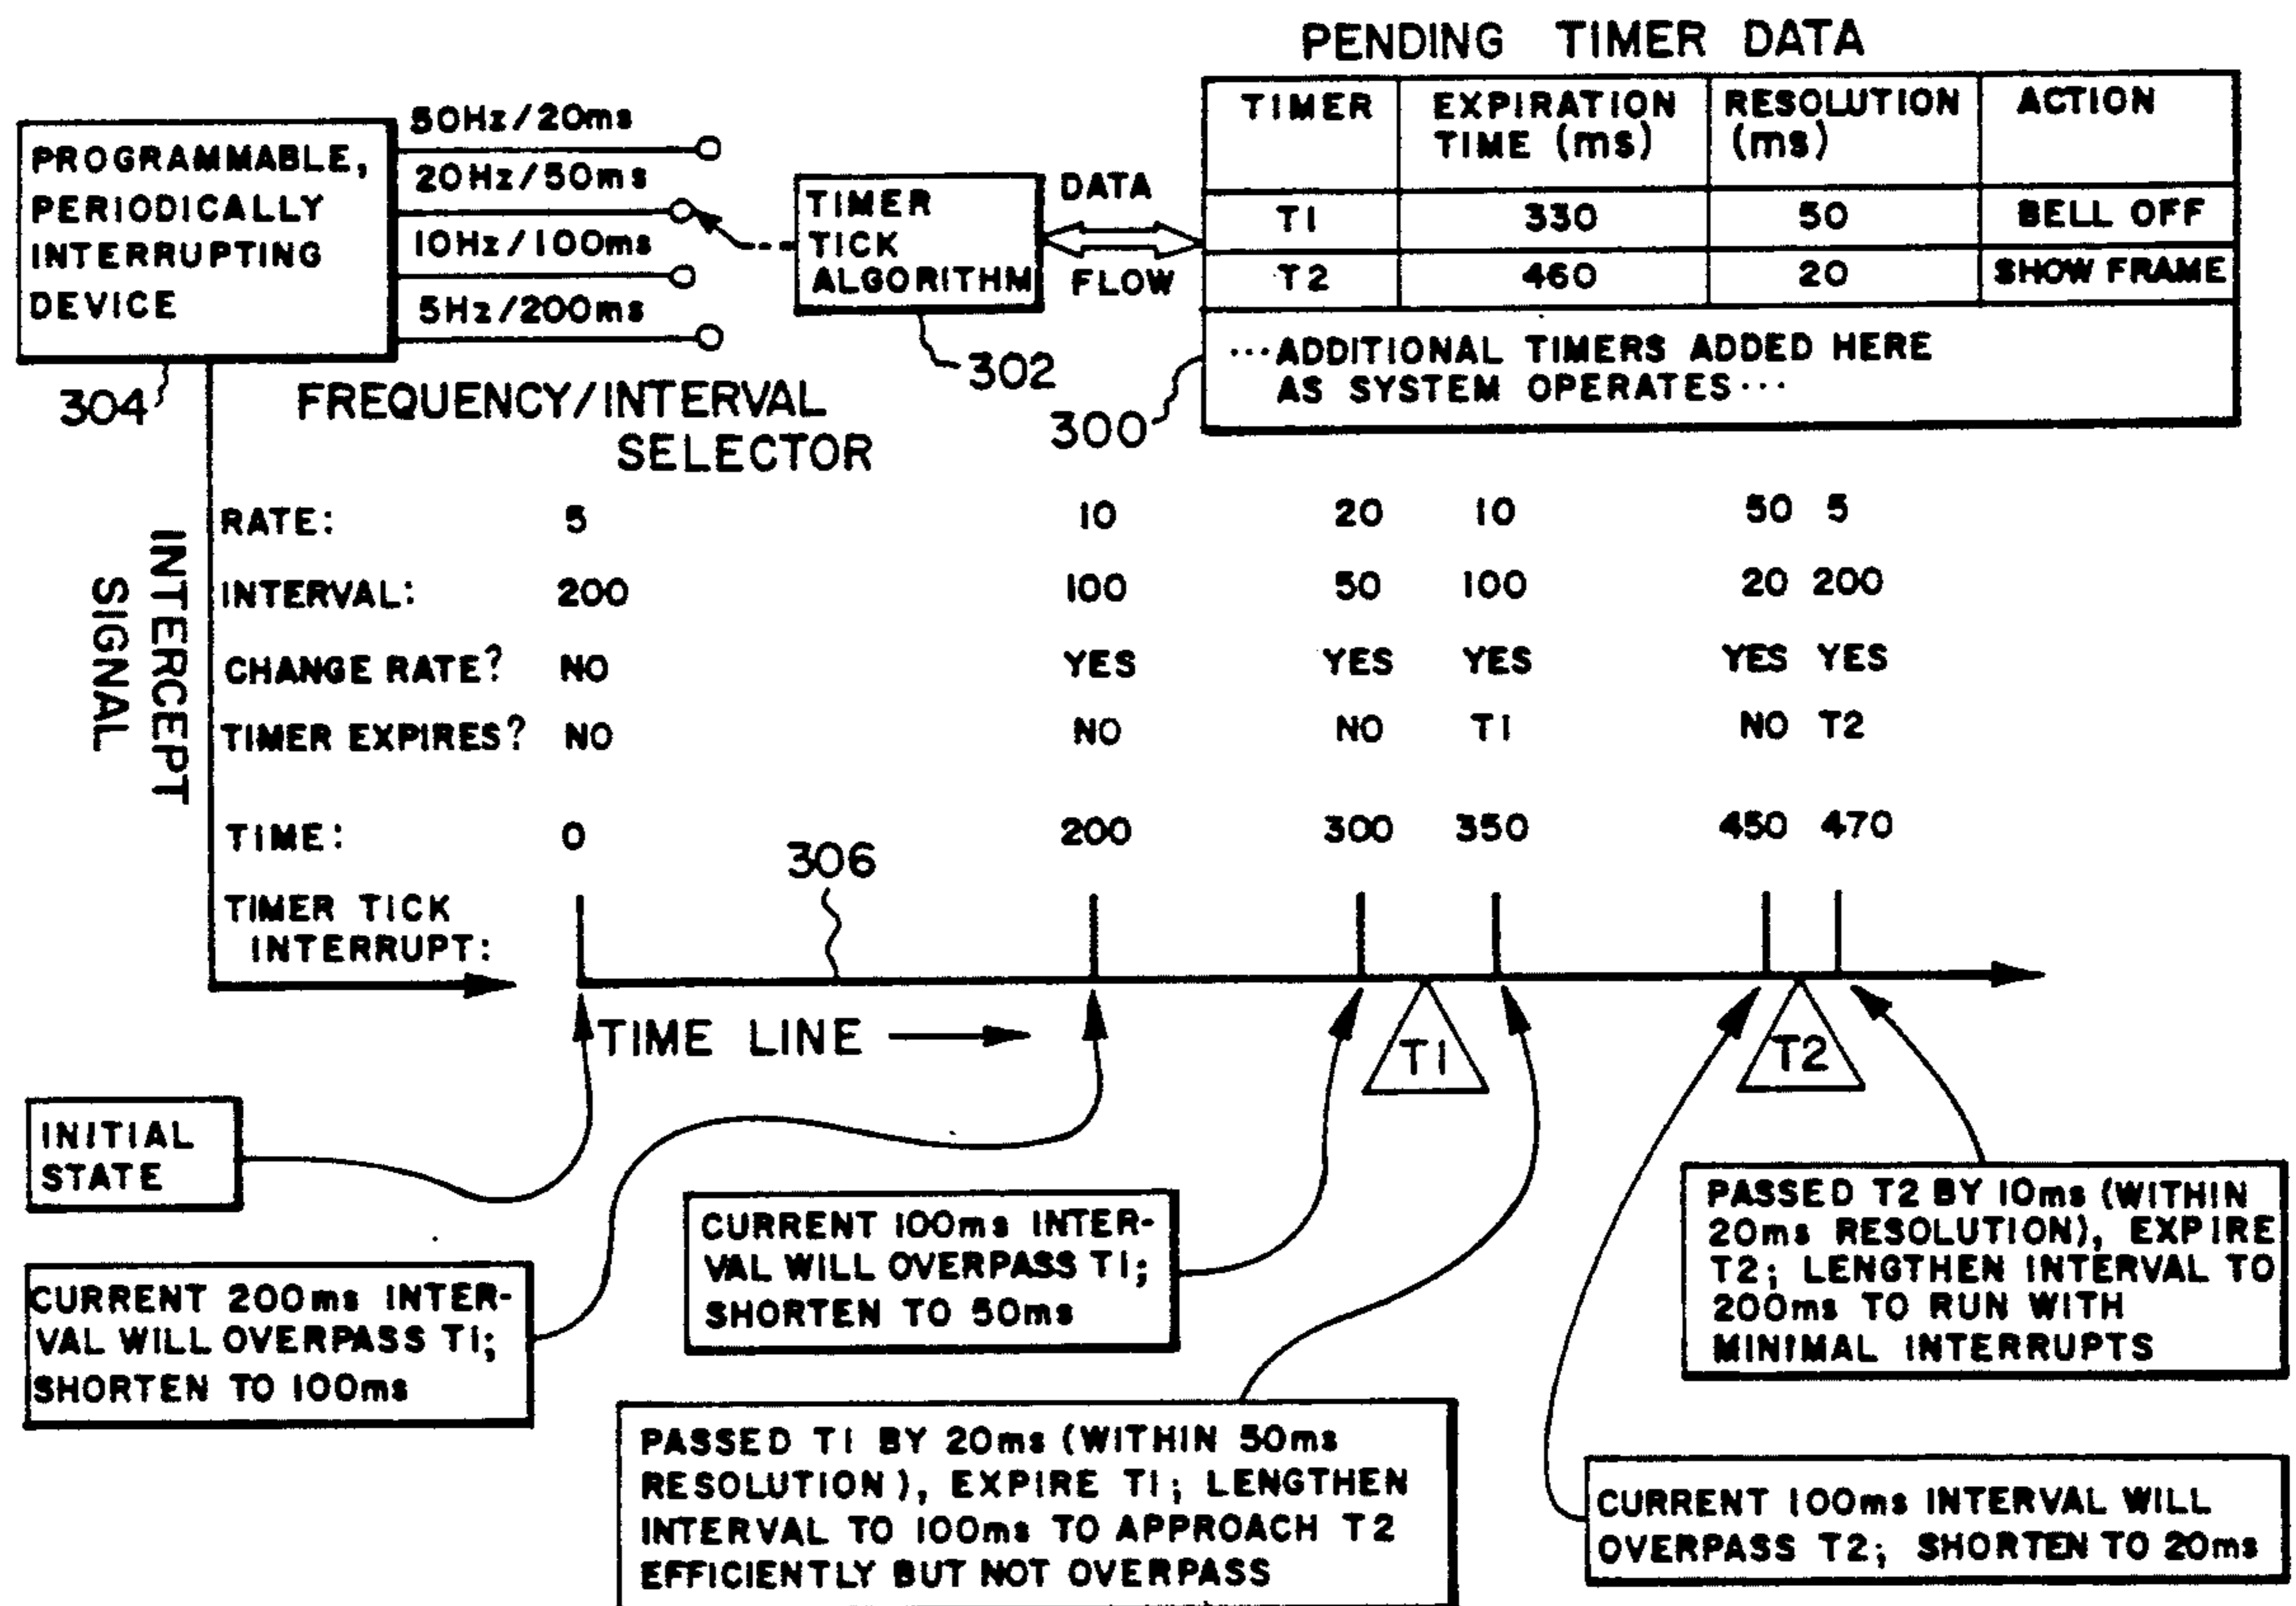 PENDING TIMER DATA
TIMER EXPIRATION TIME (ms) RESOLUTION (ms) ACTION
T1 330 50 BELL OFF
T2 460 20 SHOW FRAME
...ADDITIONAL TIMERS ADDED HERE
AS SYSTEM OPERATES...
300
PROGRAMMABLE,
PERIODICALLY
INTERRUPTING
DEVICE
304
50Hz/20ms
20Hz/50ms
10Hz/100ms
5Hz/200ms
FREQUENCY/INTERVAL
SELECTOR
TIMER
TICK
ALGORITHM
302
DATA
FLOW
INTERCEPT
SIGNAL
RATE: 5 10 20 10 50 5
INTERVAL: 200 100 50 100 20 200
CHANGE RATE? NO YES YES YES YES YES
TIMER EXPIRES? NO NO NO T1 NO T2
TIME: 0 200 300 350 450 470
306
TIMER TICK
INTERRUPT:
TIME LINE
T1
T2
INITIAL
STATE
CURRENT 200ms INTER-
VAL WILL OVERPASS T1;
SHORTEN TO 100ms
CURRENT 100ms INTER-
VAL WILL OVERPASS T1;
SHORTEN TO 50ms
PASSED T1 BY 20ms (WITHIN 50ms
RESOLUTION), EXPIRE T1; LENGTHEN
INTERVAL TO 100ms TO APPROACH T2
EFFICIENTLY BUT NOT OVERPASS
PASSED T2 BY 10ms (WITHIN
20ms RESOLUTION), EXPIRE
T2; LENGTHEN INTERVAL TO
200ms TO RUN WITH
MINIMAL INTERRUPTS
CURRENT 100ms INTERVAL WILL
OVERPASS T2; SHORTEN TO 20ms